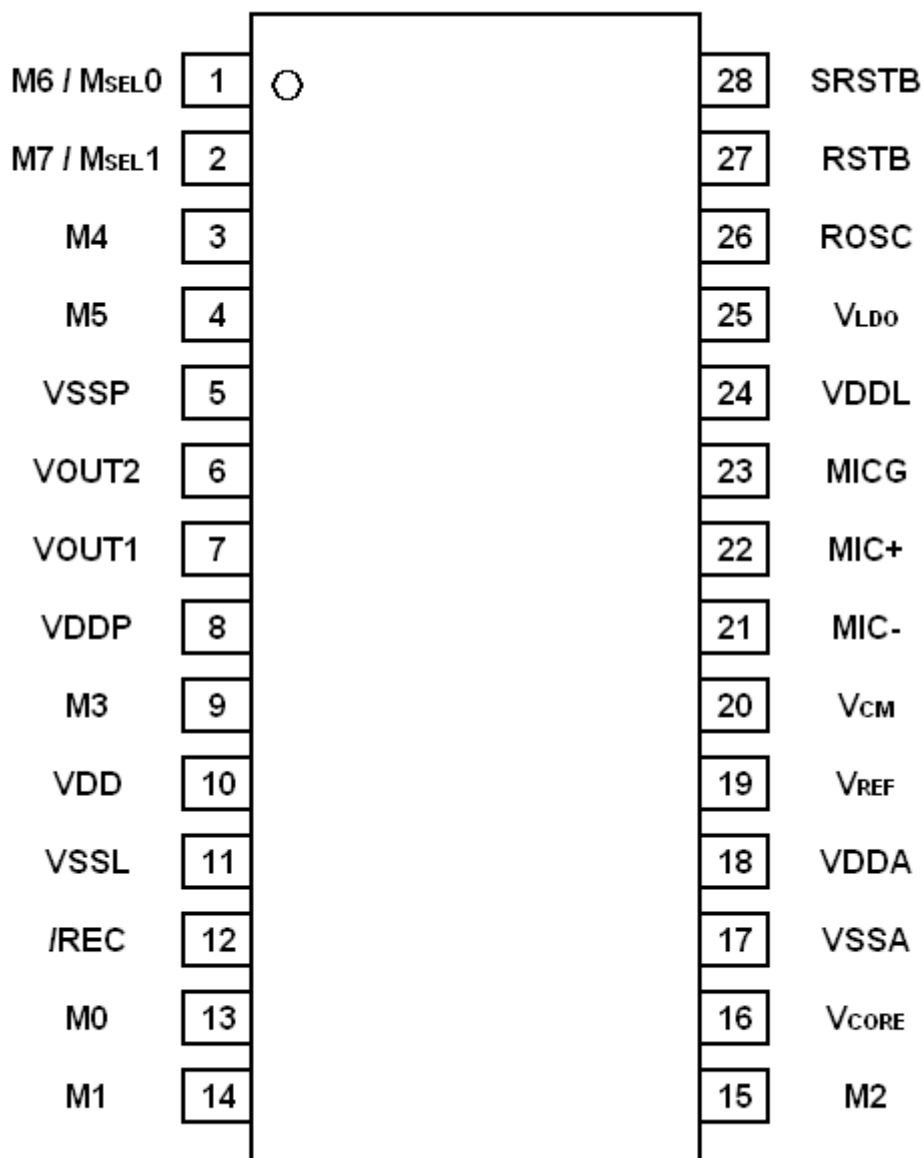 M6 / MSEL0 1 28 SRSTB
M7 / MSEL1 2 27 RSTB
M4 3 26 ROSC
M5 4 25 VLDO
VSSP 5 24 VDDL
VOUT2 6 23 MICG
VOUT1 7 22 MIC+
VDDP 8 21 MIC-
M3 9 20 VCM
VDD 10 19 VREF
VSSL 11 18 VDDA
/REC 12 17 VSSA
M0 13 16 VCORE
M1 14 15 M2